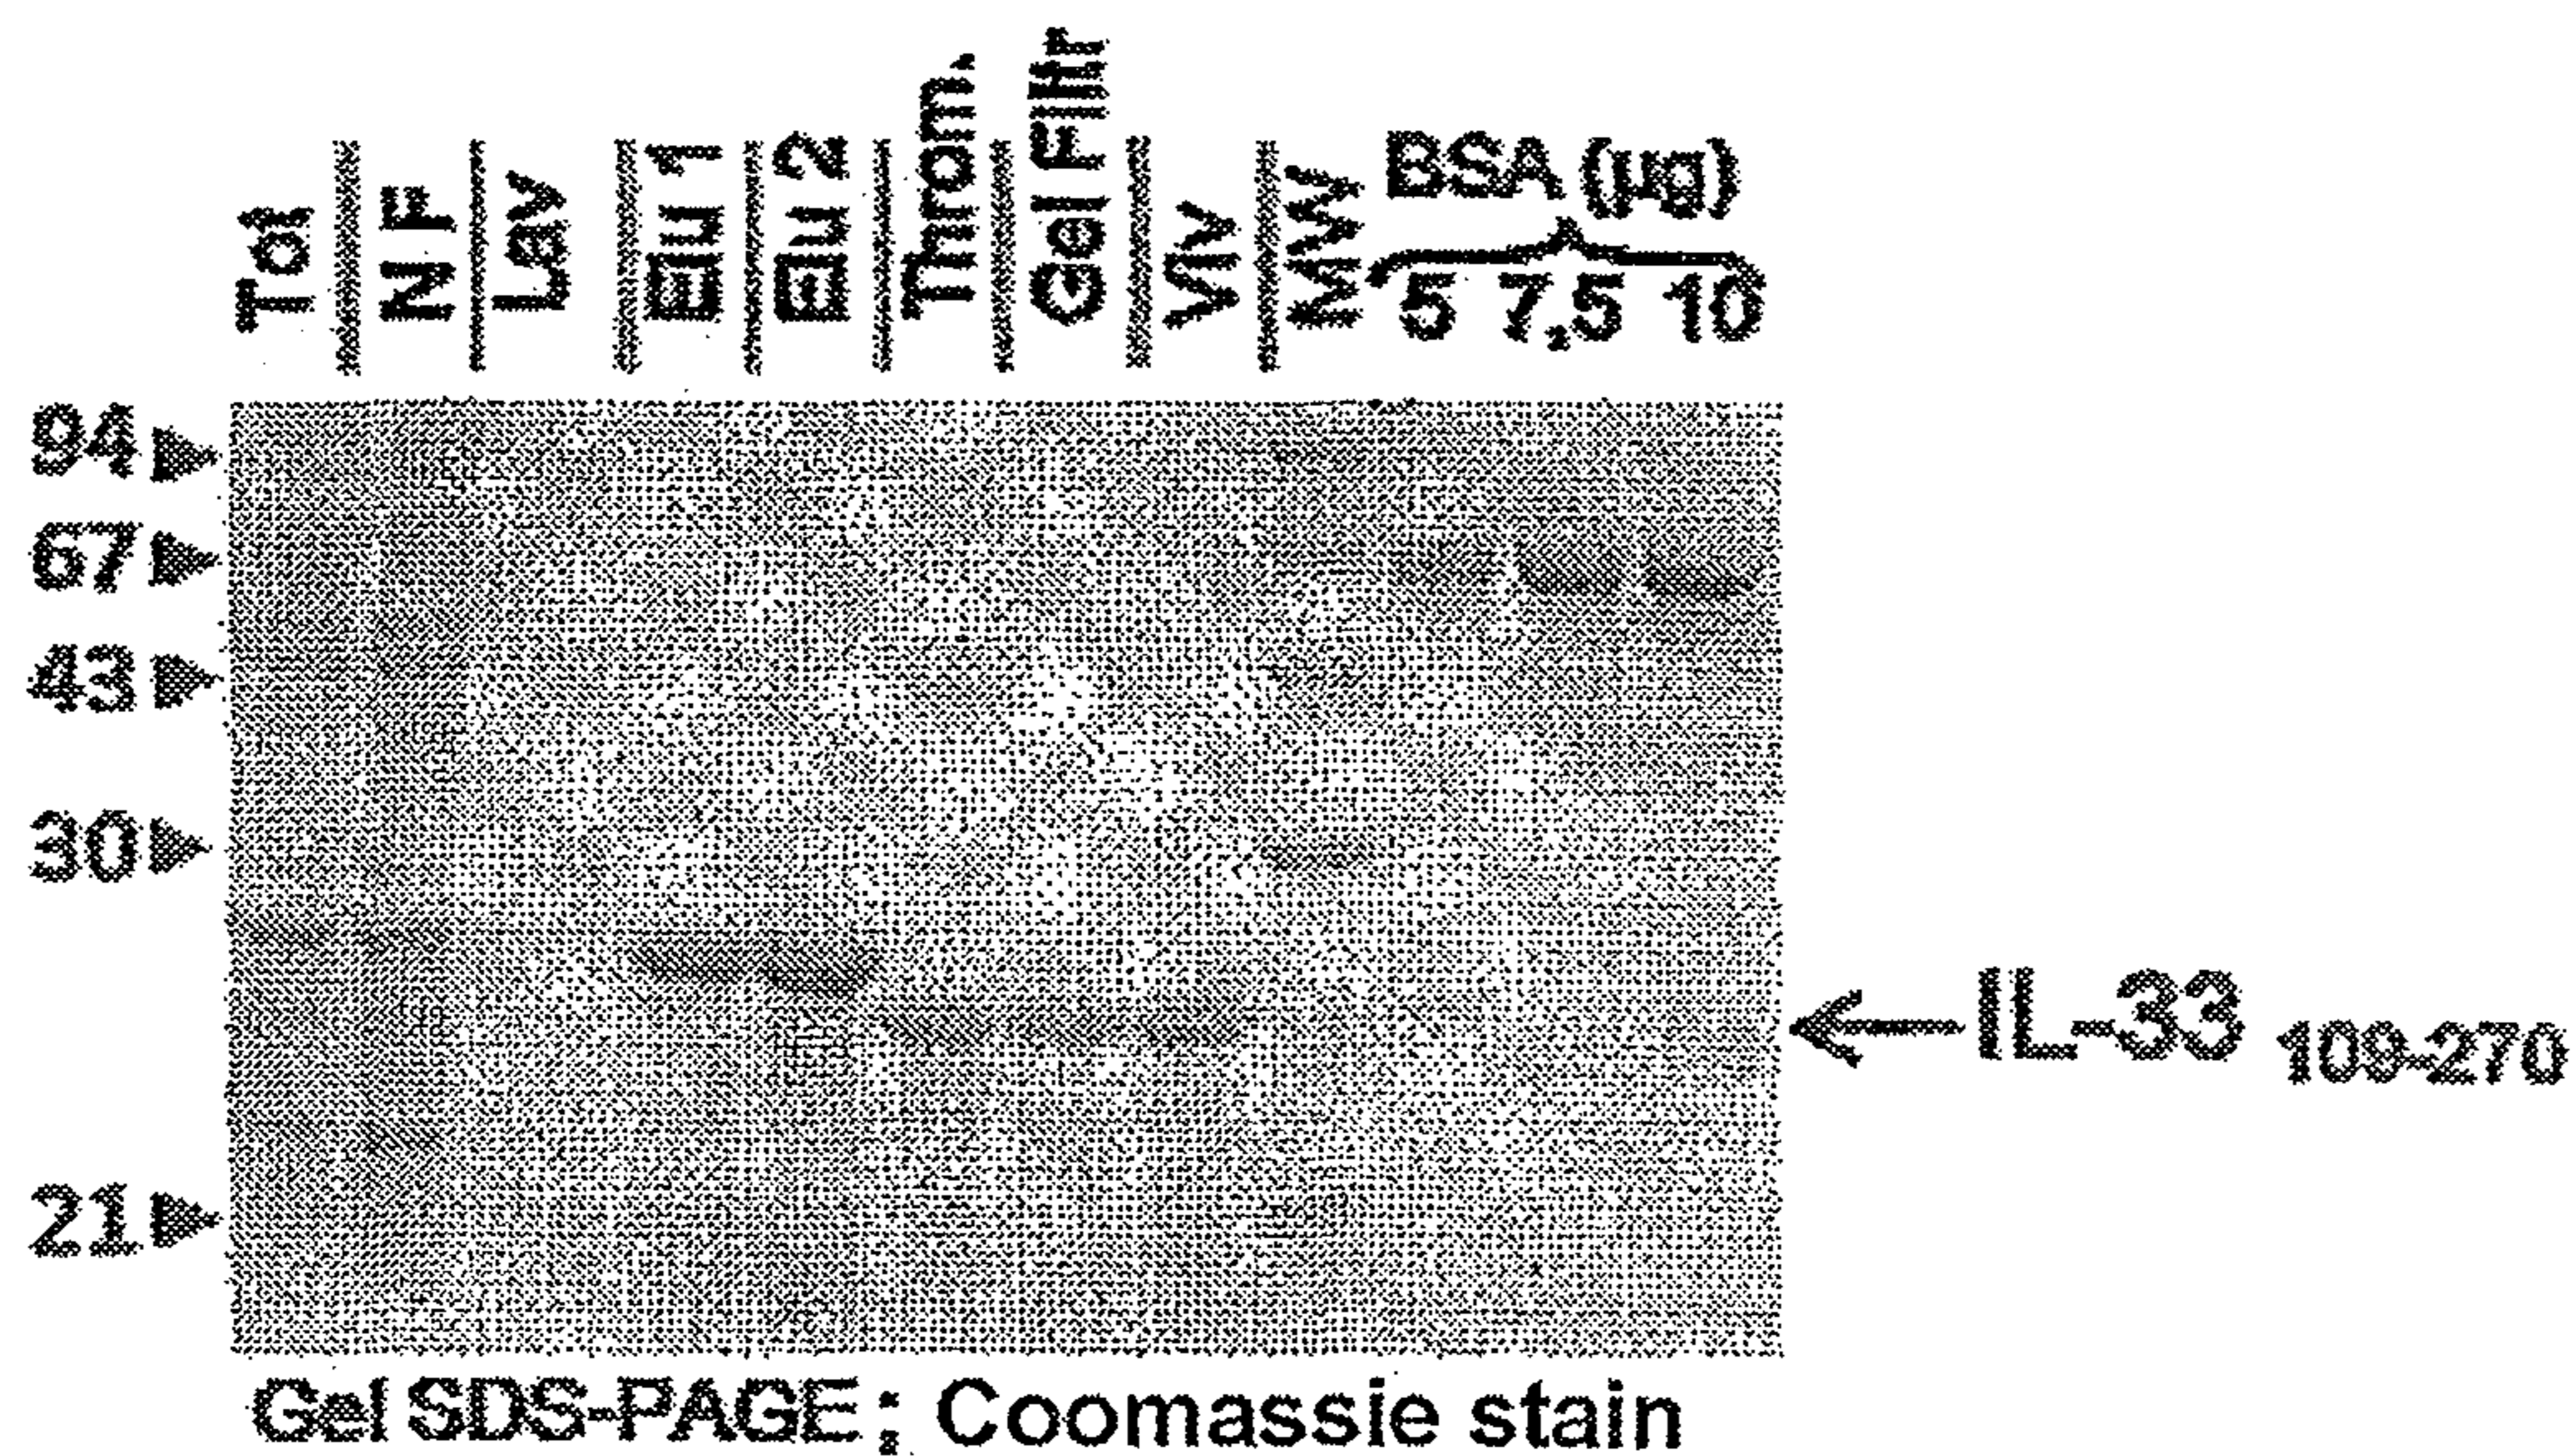 Tot
N F
Lav
Elu 1
Elu 2
Throm.
Gel Filtr
Viv
MW
BSA (µg)
5 7,5 10
94
67
43
30
21
IL-33 109-270
Gel SDS-PAGE ; Coomassie stain